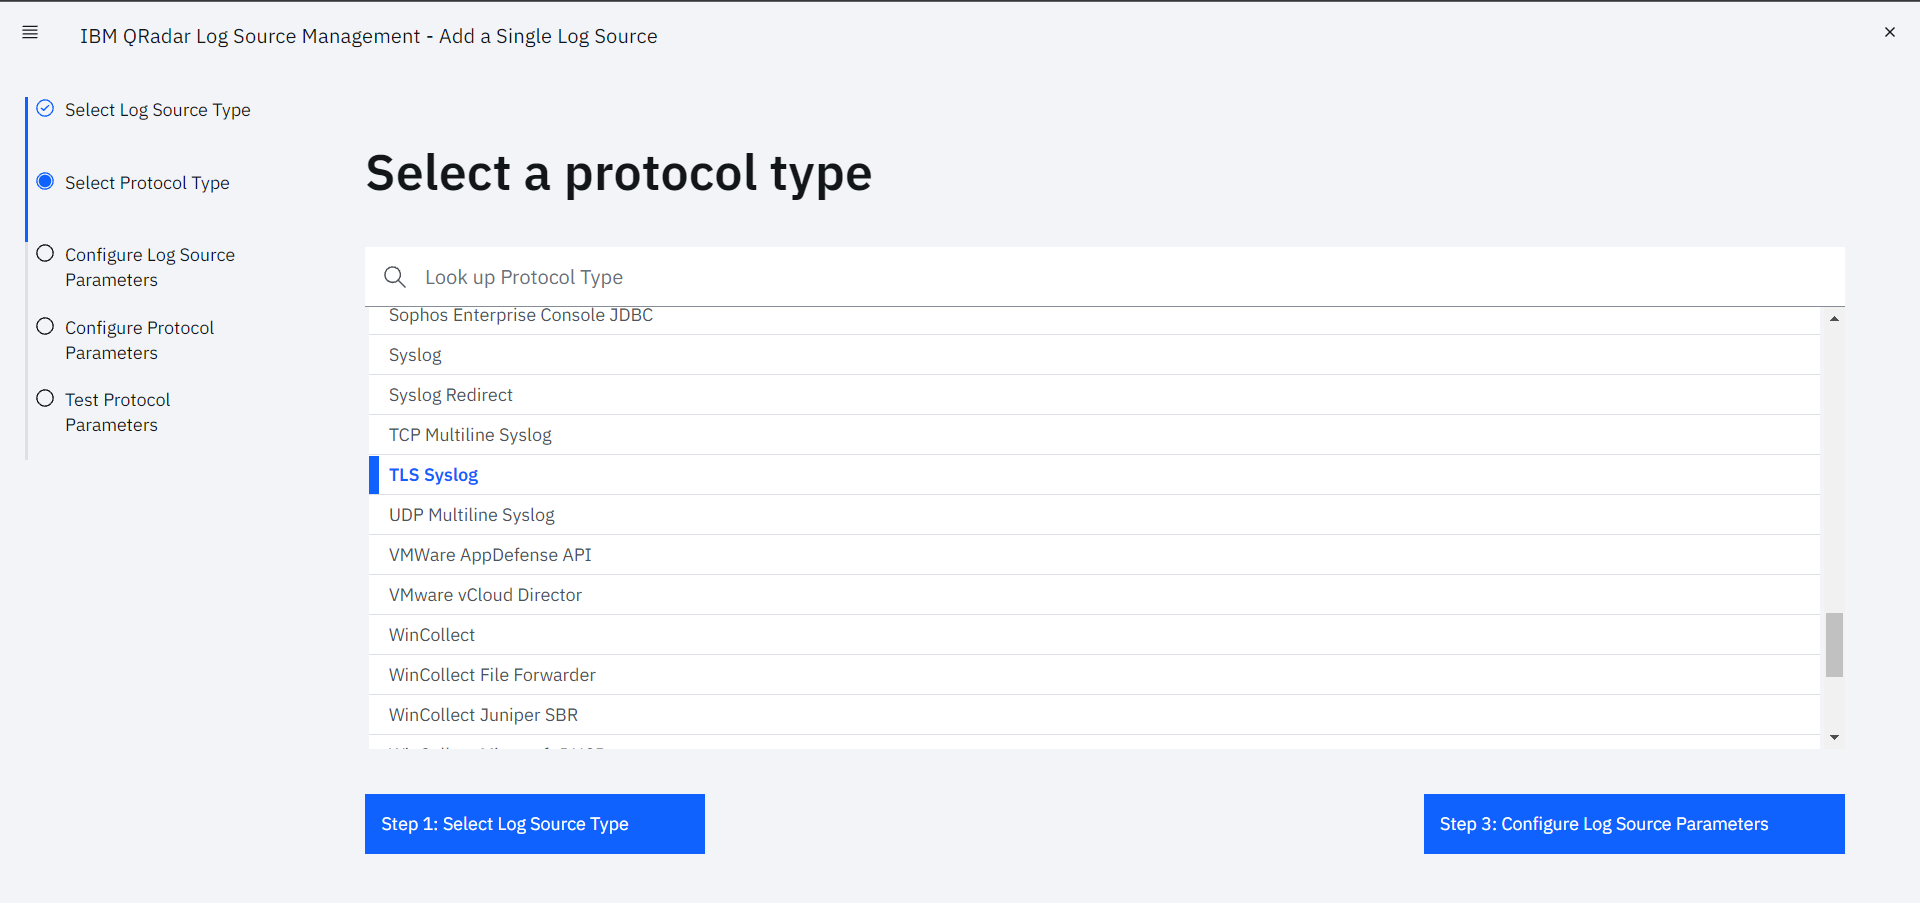 IBM QRadar Log Source Management - Add a Single Log Source
Select Log Source Type
Select Protocol Type
Configure Log Source
Parameters
Configure Protocol
Parameters
Test Protocol
Parameters
Select a protocol type
Look up Protocol Type
Sophos Enterprise Console JDBC
Syslog
Syslog Redirect
TCP Multiline Syslog
TLS Syslog
UDP Multiline Syslog
VMWare AppDefense API
VMware vCloud Director
WinCollect
WinCollect File Forwarder
WinCollect Juniper SBR
Step 1: Select Log Source Type
Step 3: Configure Log Source Parameters